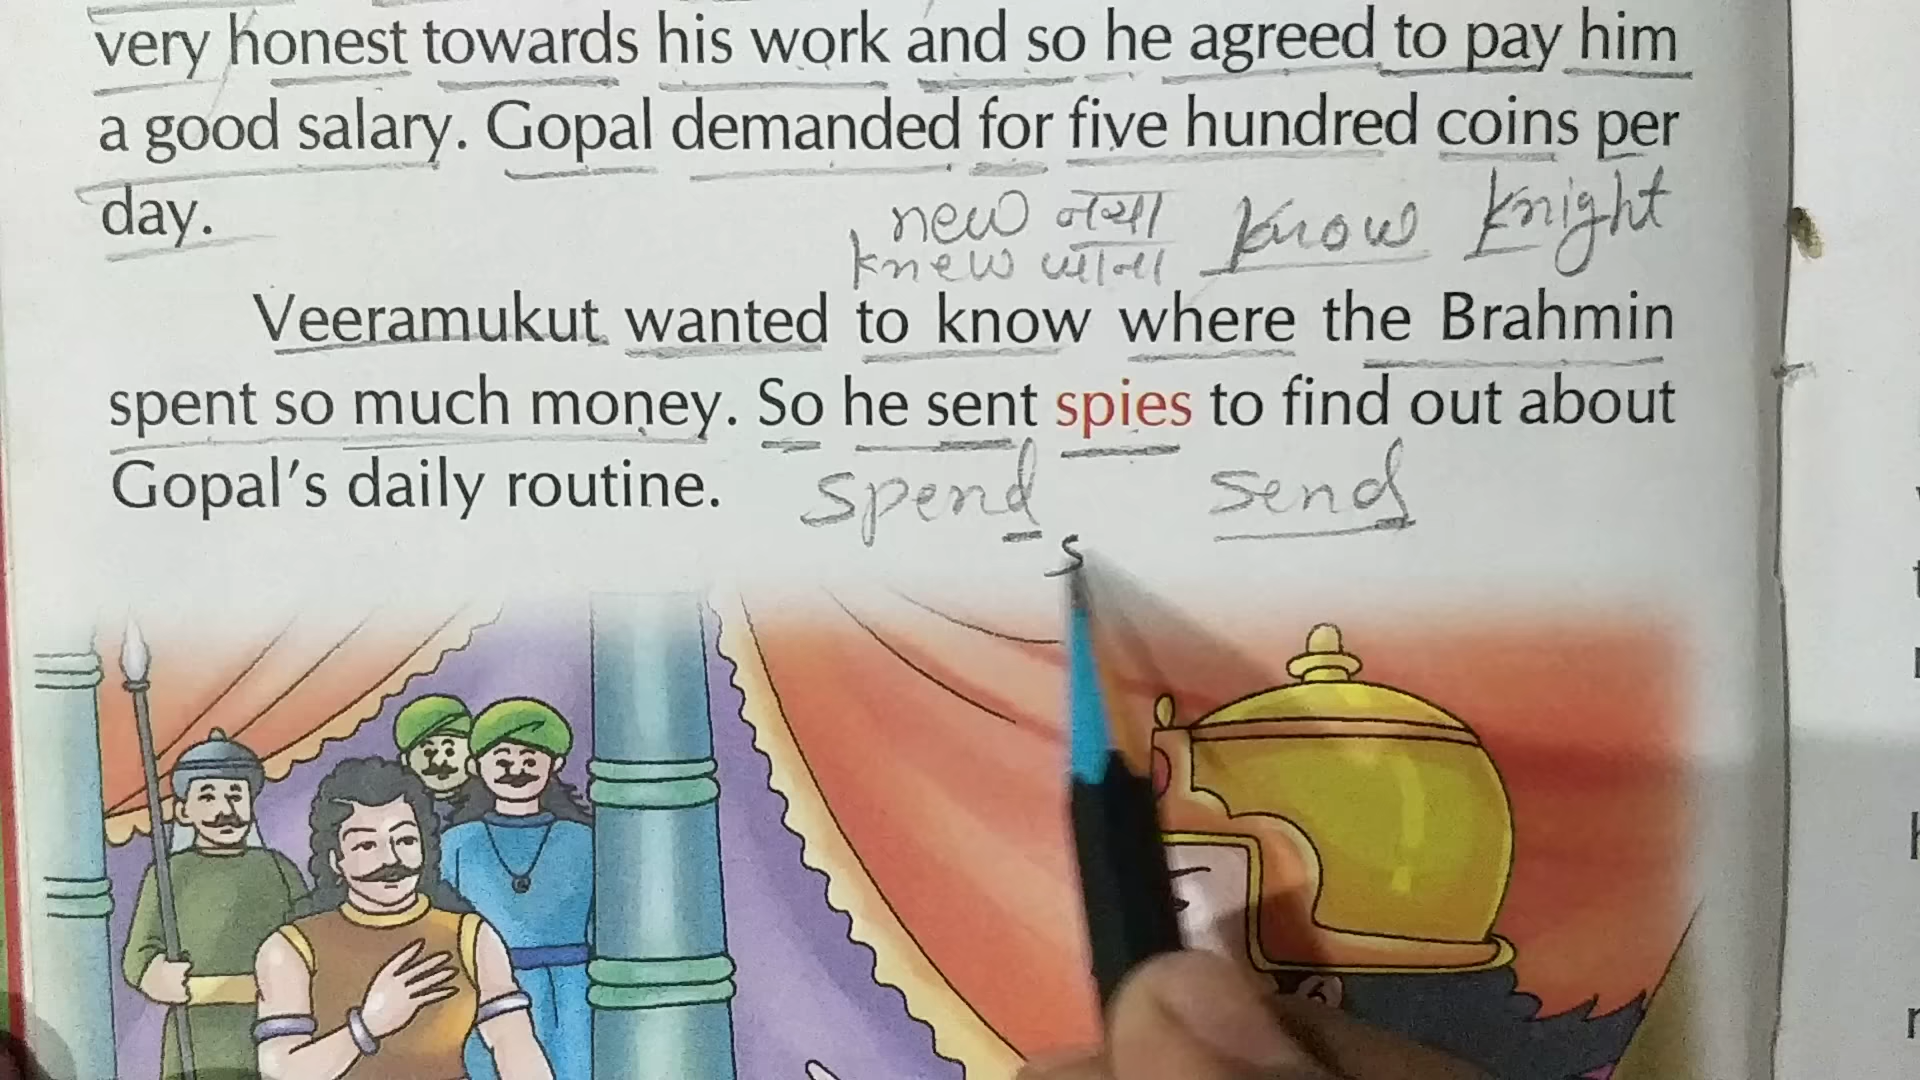 very honest towards his work and so he agreed to pay him
a good salary. Gopal demanded for five hundred coins per
day.
new नया know knight
knew जाना
Veeramukut wanted to know where the Brahmin
spent so much money. So he sent spies to find out about
Gopal's daily routine.
spend send
s